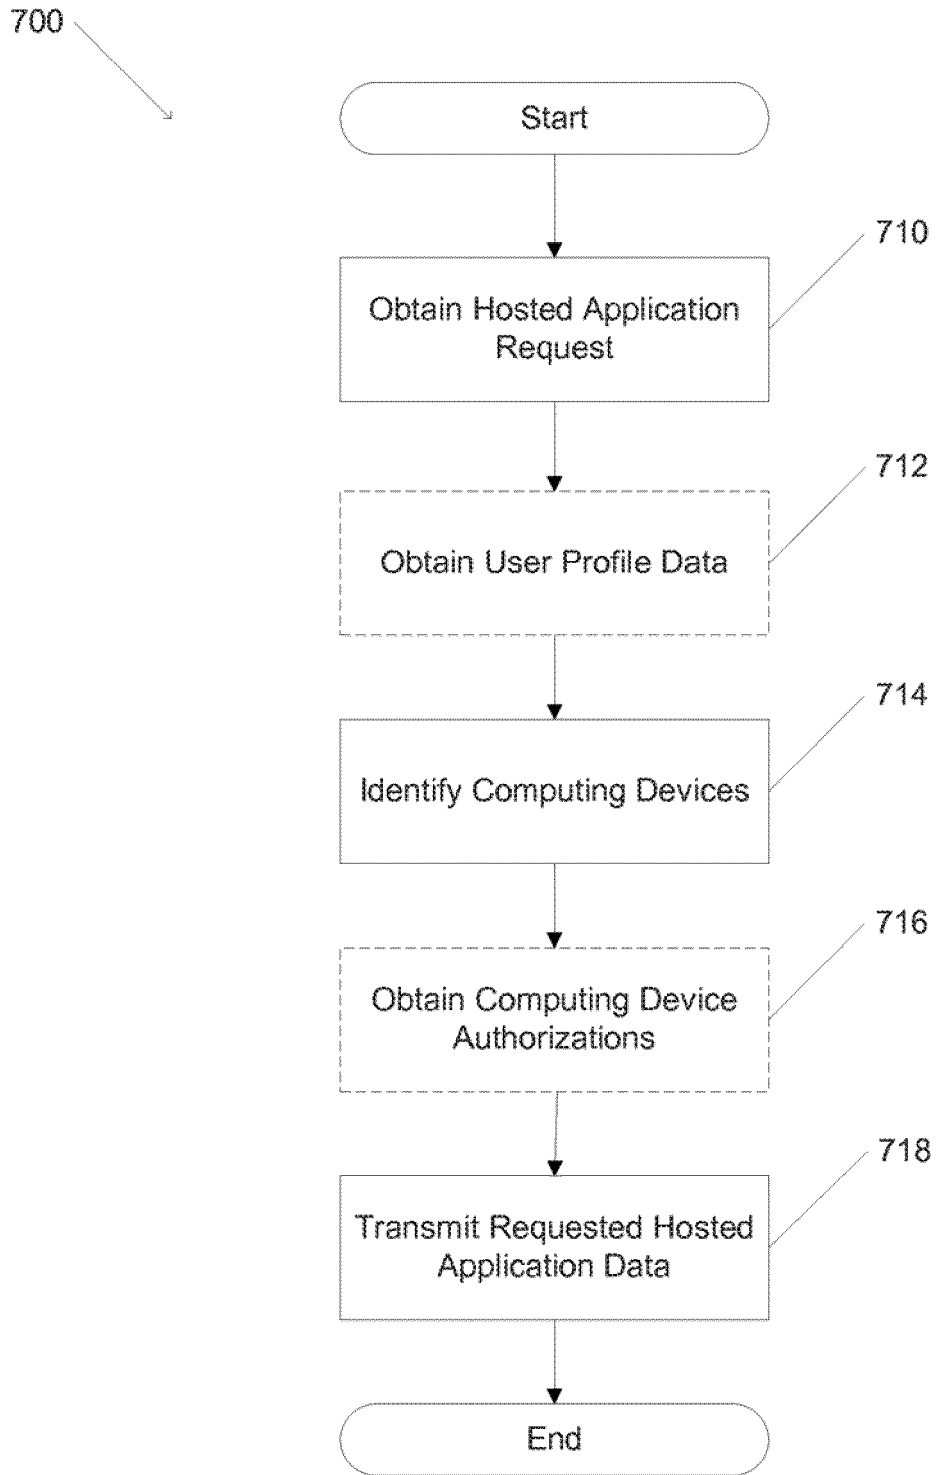 700
Start
710
Obtain Hosted Application
Request
712
Obtain User Profile Data
714
Identify Computing Devices
716
Obtain Computing Device
Authorizations
718
Transmit Requested Hosted
Application Data
End